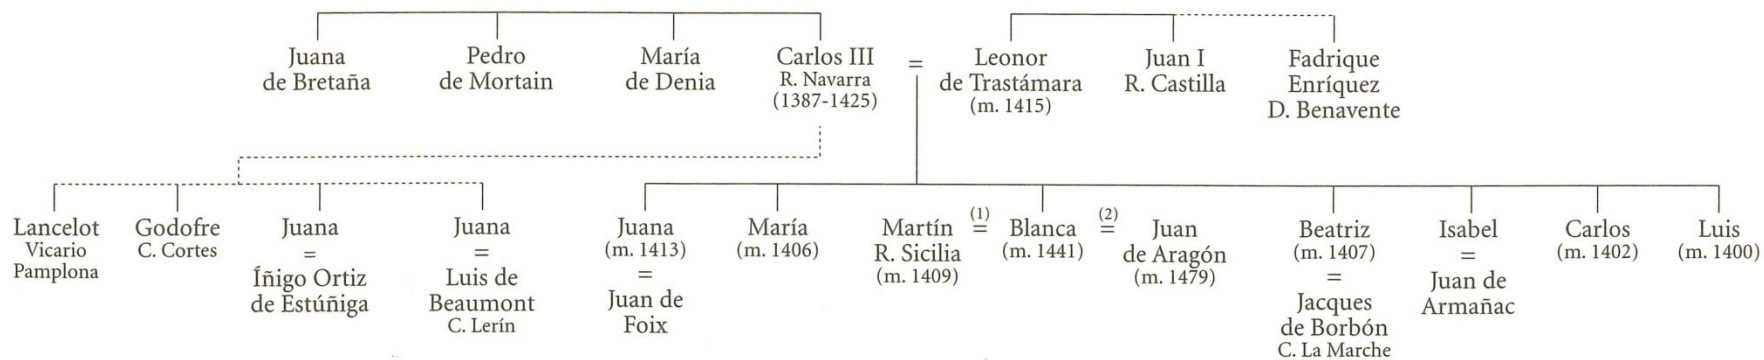 Juana
de Bretaña
Pedro
de Mortain
María
de Denia
Carlos III
R. Navarra
(1387-1425)
=
Leonor
de Trastámara
(m. 1415)
Juan I
R. Castilla
Fadrique
Enríquez
D. Benavente
Lancelot
Vicario
Pamplona
Godofre
C. Cortes
Juana
=
Íñigo Ortiz
de Estúñiga
Juana
=
Luis de
Beaumont
C. Lerín
Juana
(m. 1413)
=
Juan de
Foix
María
(m. 1406)
Martín
R. Sicilia
(m. 1409)
(1)
=
Blanca
(m. 1441)
(2)
=
Juan
de Aragón
(m. 1479)
Beatriz
(m. 1407)
=
Jacques
de Borbón
C. La Marche
Isabel
=
Juan de
Armañac
Carlos
(m. 1402)
Luis
(m. 1400)